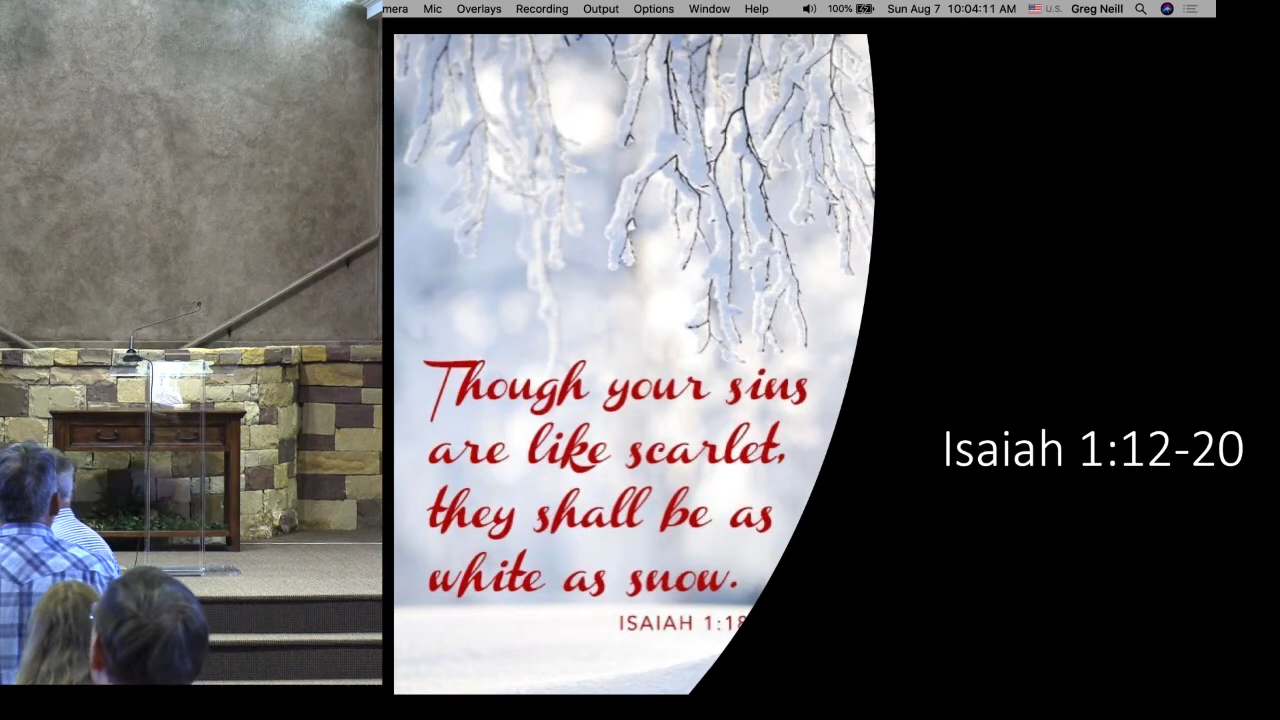 mera Mic Overlays Recording Output Options Window Help 100% Sun Aug 7 10:04:11 AM U.S. Greg Neill
Though your sins
are like scarlet,
they shall be as
white as snow.
ISAIAH 1:18
Isaiah 1:12-20